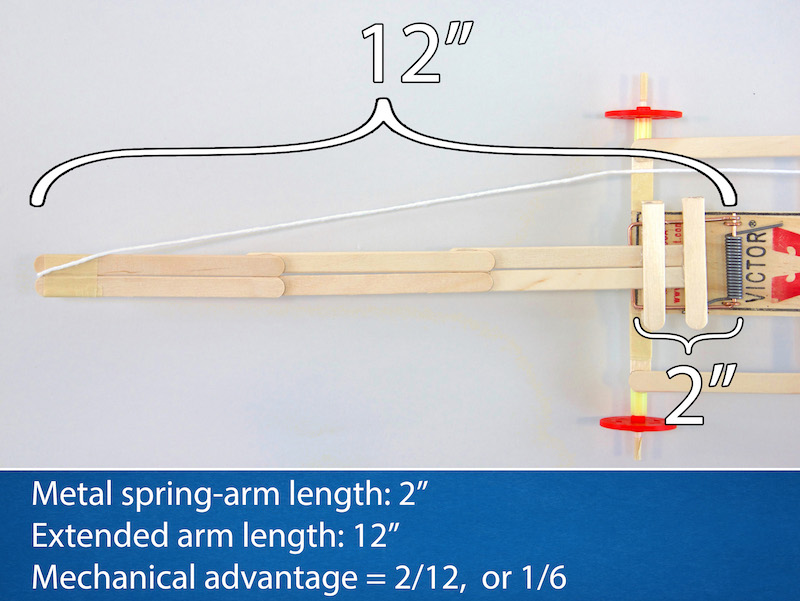 12”
VICTOR®
2”
Metal spring-arm length: 2”
Extended arm length: 12”
Mechanical advantage = 2/12, or 1/6